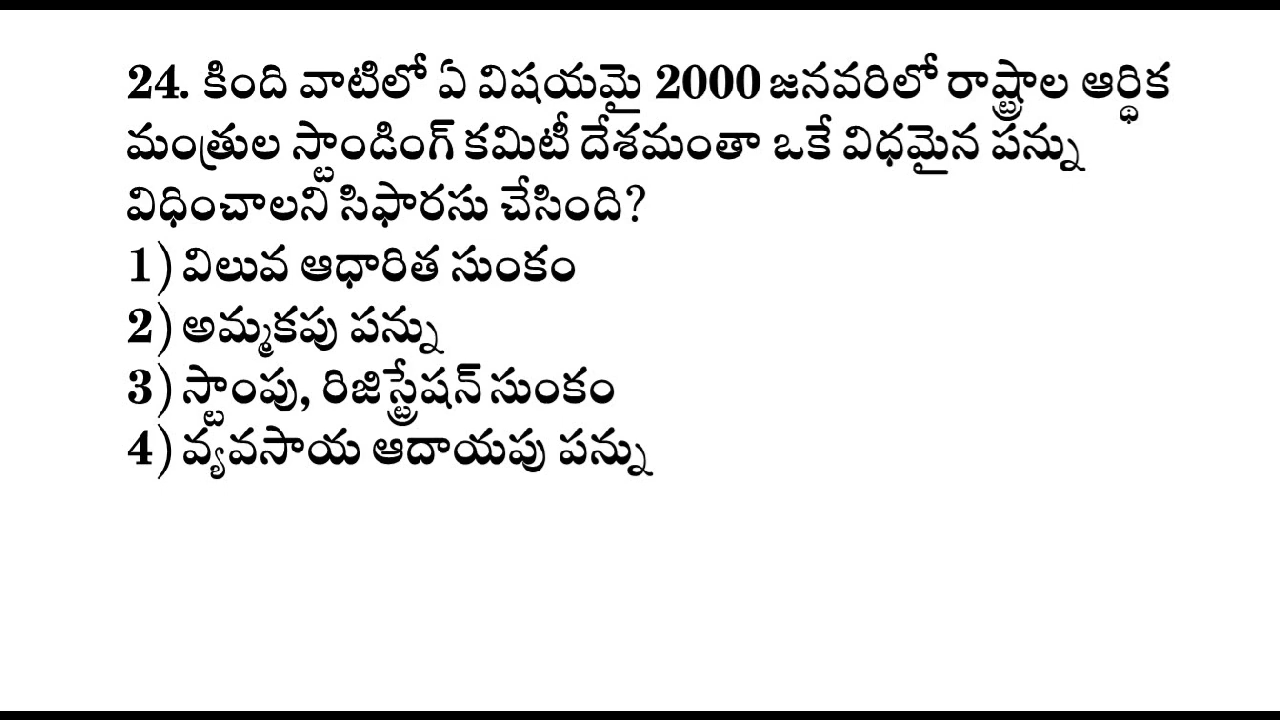 24. కింది వాటిలో ఏ విషయమై 2000 జనవరిలో రాష్ట్రాల ఆర్థిక
మంత్రుల స్టాండింగ్ కమిటీ దేశమంతా ఒకే విధమైన పన్ను
విధించాలని సిఫారసు చేసింది?
1) విలువ ఆధారిత సుంకం
2) అమ్మకపు పన్ను
3) స్టాంపు, రిజిస్ట్రేషన్ సుంకం
4) వ్యవసాయ ఆదాయపు పన్ను